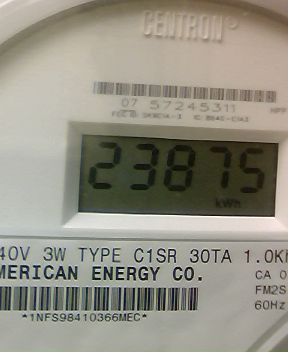 CENTRON®
07 57245311
23875
kWh
40V 3W TYPE C1SR 30TA 1.0K
MERICAN ENERGY CO.
CA 0
FM2S
60Hz
*1NFS98410366MEC*